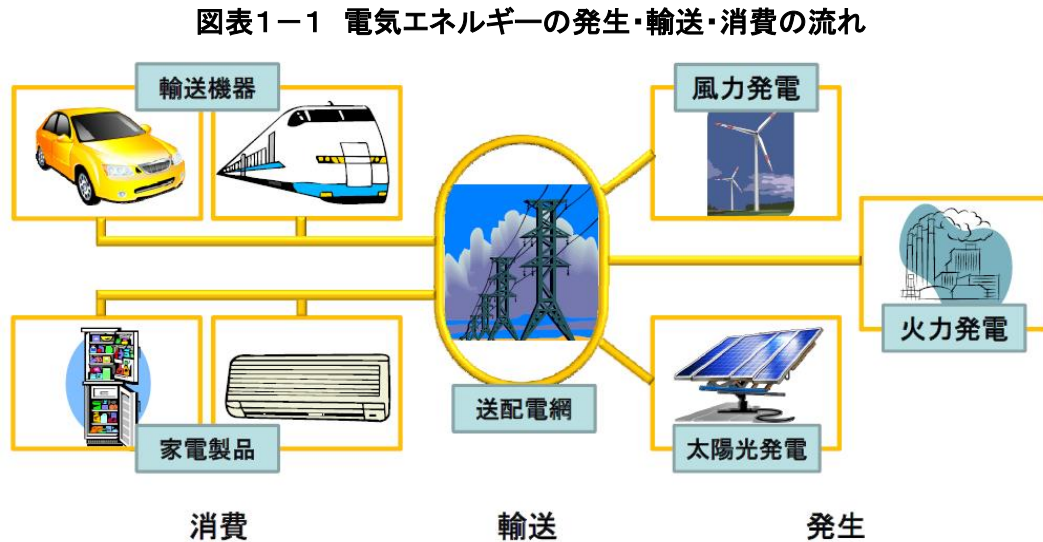 図表1-1 電気エネルギーの発生・輸送・消費の流れ
輸送機器
風力発電
火力発電
送配電網
家電製品
太陽光発電
消費
輸送
発生